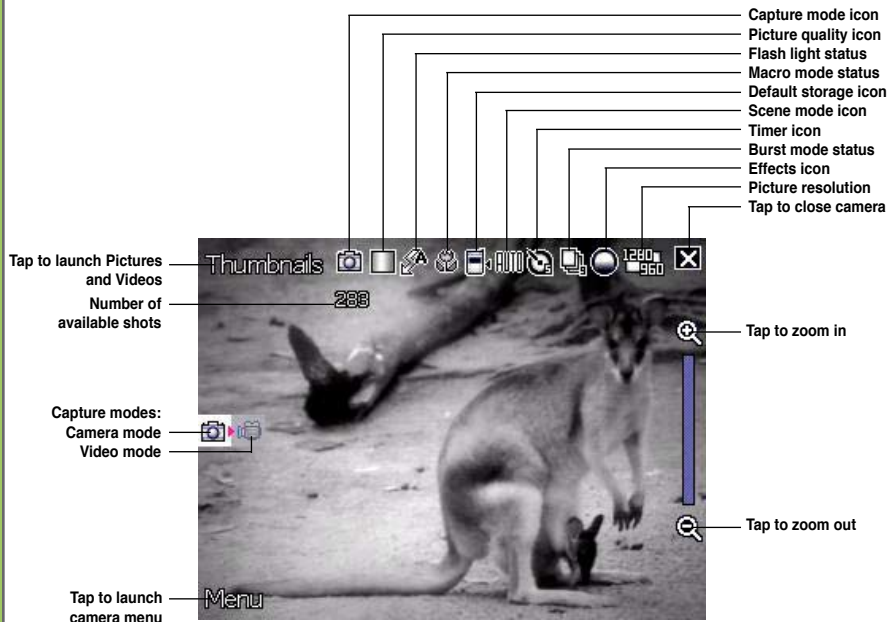 Capture mode icon
Picture quality icon
Flash light status
Macro mode status
Default storage icon
Scene mode icon
Timer icon
Burst mode status
Effects icon
Picture resolution
Tap to close camera
Tap to launch Pictures
and Videos
Thumbnails
AUTO
1280
960
Number of
available shots
283
Tap to zoom in
Capture modes:
Camera mode
Video mode
Tap to zoom out
Tap to launch
camera menu
Menu